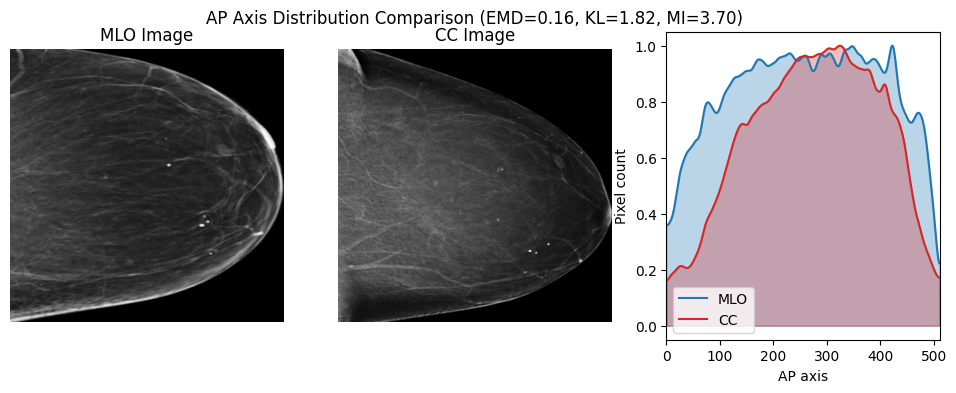 AP Axis Distribution Comparison (EMD=0.16, KL=1.82, MI=3.70)
MLO Image
CC Image
1.0
0.8
0.6
0.4
0.2
0.0
Pixel count
MLO
CC
0 100 200 300 400 500
AP axis